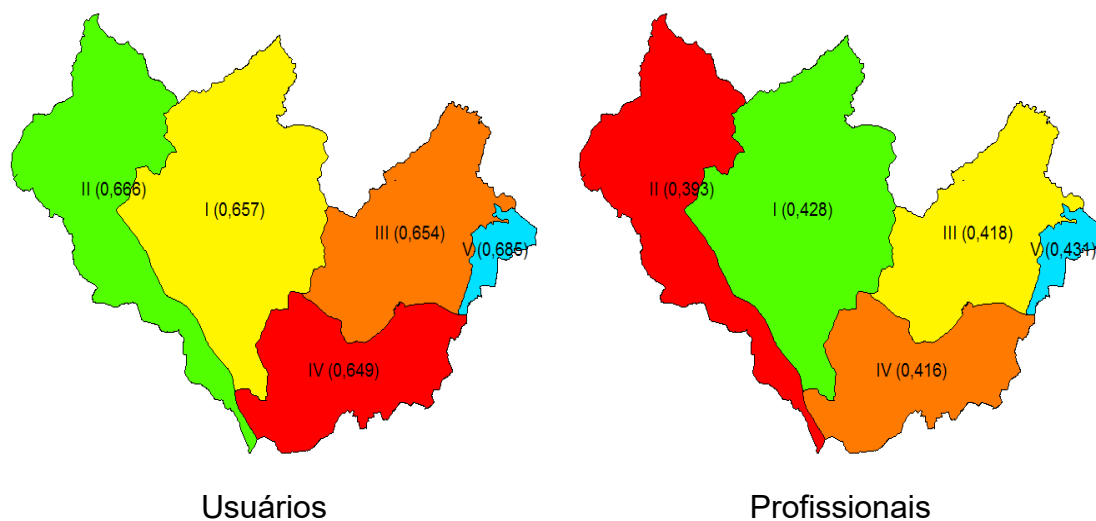 II (0,666)
I (0,657)
III (0,654)
V (0,685)
IV (0,649)
Usuários
II (0,393)
I (0,428)
III (0,418)
V (0,431)
IV (0,416)
Profissionais